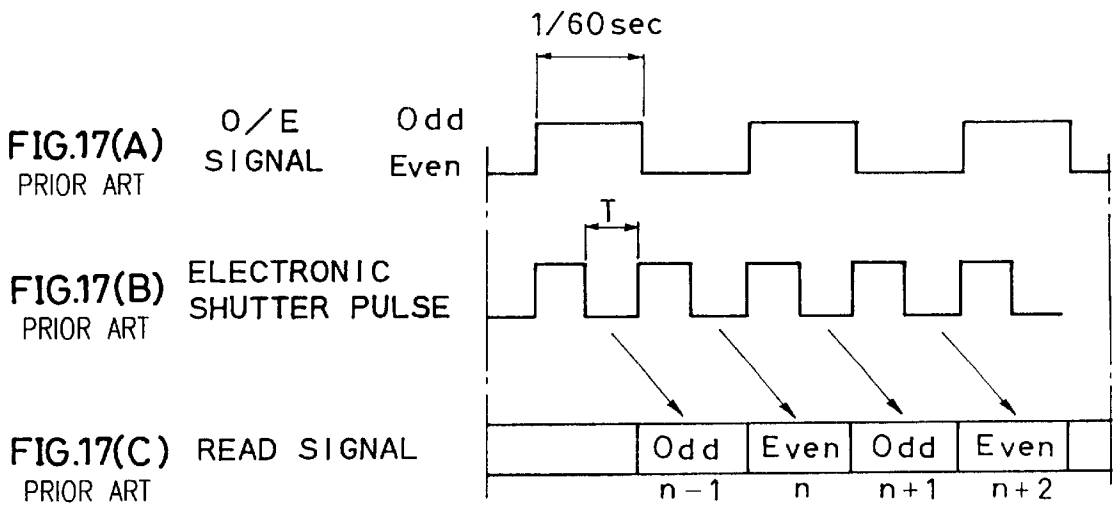 1/60sec
FIG.17(A)
PRIOR ART
O/E
SIGNAL
Odd
Even
T
FIG.17(B)
PRIOR ART
ELECTRONIC
SHUTTER PULSE
FIG.17(C)
PRIOR ART
READ SIGNAL
Odd Even Odd Even
n-1 n n+1 n+2